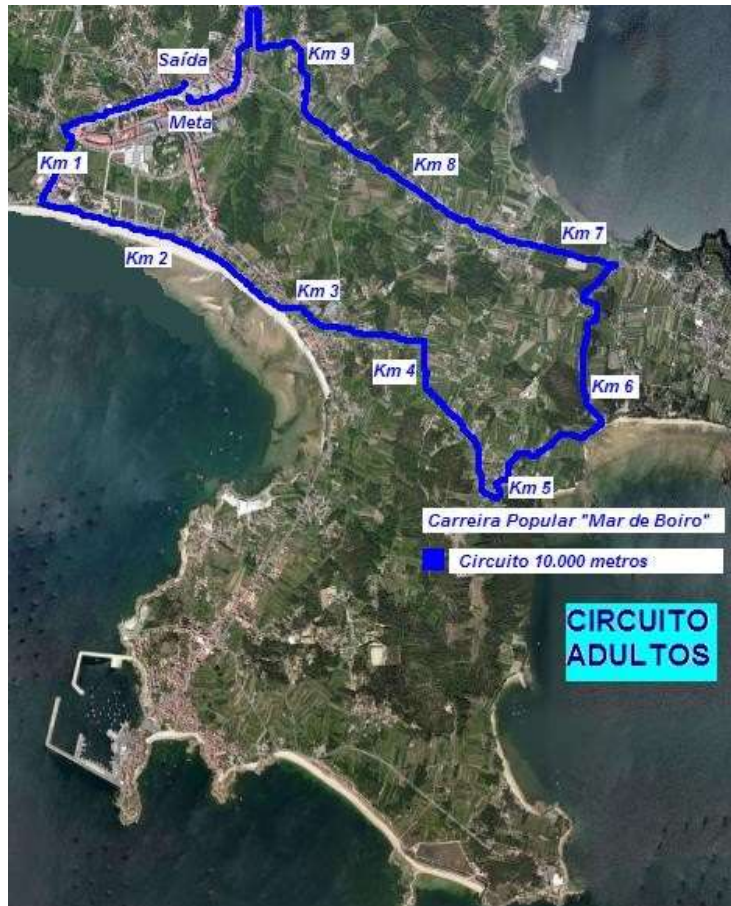 Saída
Km 9
Meta
Km 1
Km 8
Km 7
Km 2
Km 3
Km 4
Km 6
Km 5
Carreira Popular "Mar de Boiro"
Circuito 10.000 metros
CIRCUITO
ADULTOS